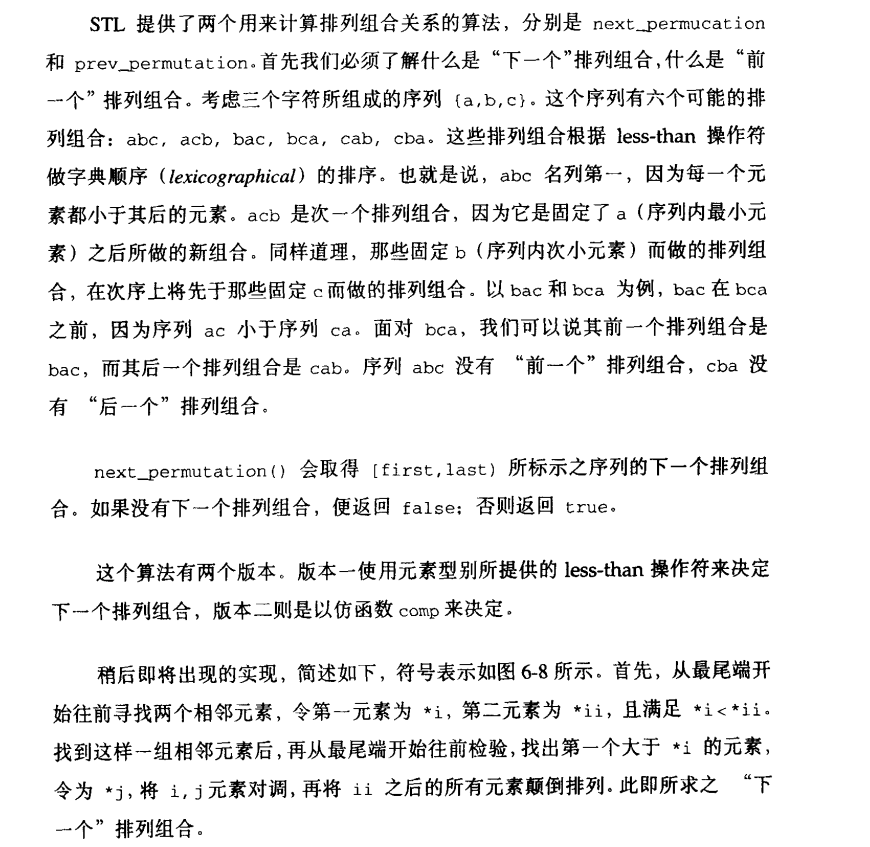 STL 提供了两个用来计算排列组合关系的算法，分别是 next_permucation
和 prev_permutation。首先我们必须了解什么是“下一个”排列组合，什么是“前
一个”排列组合。考虑三个字符所组成的序列 {a,b,c}。这个序列有六个可能的排
列组合：abc, acb, bac, bca, cab, cba。这些排列组合根据 less-than 操作符
做字典顺序（lexicographical）的排序。也就是说，abc 名列第一，因为每一个元
素都小于其后的元素。acb 是次一个排列组合，因为它是固定了 a（序列内最小元
素）之后所做的新组合。同样道理，那些固定 b（序列内次小元素）而做的排列组
合，在次序上将先于那些固定 c 而做的排列组合。以 bac 和 bca 为例，bac 在 bca
之前，因为序列 ac 小于序列 ca。面对 bca，我们可以说其前一个排列组合是
bac，而其后一个排列组合是 cab。序列 abc 没有 “前一个”排列组合，cba 没
有 “后一个”排列组合。
next_permutation() 会取得 [first,last) 所标示之序列的下一个排列组
合。如果没有下一个排列组合，便返回 false；否则返回 true。
这个算法有两个版本。版本一使用元素型别所提供的 less-than 操作符来决定
下一个排列组合，版本二则是以仿函数 comp 来决定。
稍后即将出现的实现，简述如下，符号表示如图 6-8 所示。首先，从最尾端开
始往前寻找两个相邻元素，令第一元素为 *i，第二元素为 *ii，且满足 *i<*ii。
找到这样一组相邻元素后，再从最尾端开始往前检验，找出第一个大于 *i 的元素，
令为 *j，将 i,j 元素对调，再将 ii 之后的所有元素颠倒排列。此即所求之 “下
一个”排列组合。